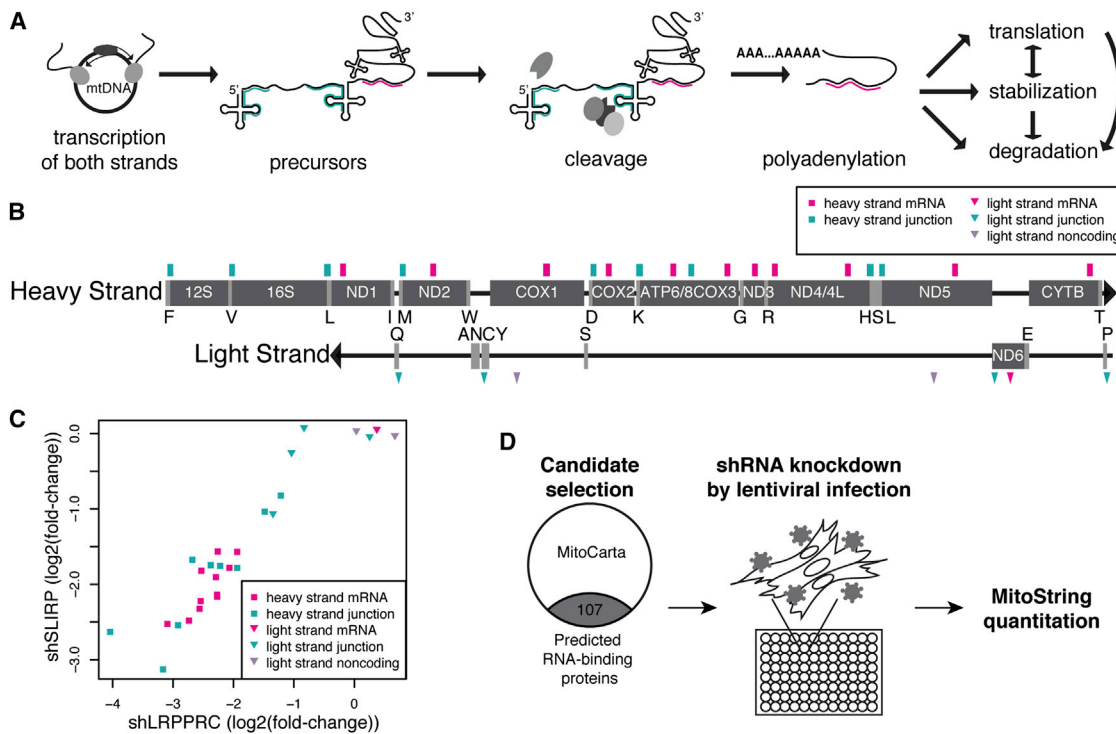 A
mtDNA
transcription
of both strands
5'
3'
precursors
5'
3'
cleavage
AAA...AAAAA
polyadenylation
translation
stabilization
degradation
B
heavy strand mRNA
heavy strand junction
light strand mRNA
light strand junction
light strand noncoding
Heavy Strand
12S 16S ND1 ND2 COX1 COX2 ATP6/8 COX3 ND3 ND4/4L ND5 CYTB
F V L I M W D K G R H S L T
Q A N C Y S E P
Light Strand
ND6
C
shSLIRP (log2(fold-change))
0.0
-1.0
-2.0
-3.0
heavy strand mRNA
heavy strand junction
light strand mRNA
light strand junction
light strand noncoding
−4 −3 −2 −1 0
shLRPPRC (log2(fold-change))
D
Candidate
selection
MitoCarta
107
Predicted
RNA-binding
proteins
shRNA knockdown
by lentiviral infection
MitoString
quantitation